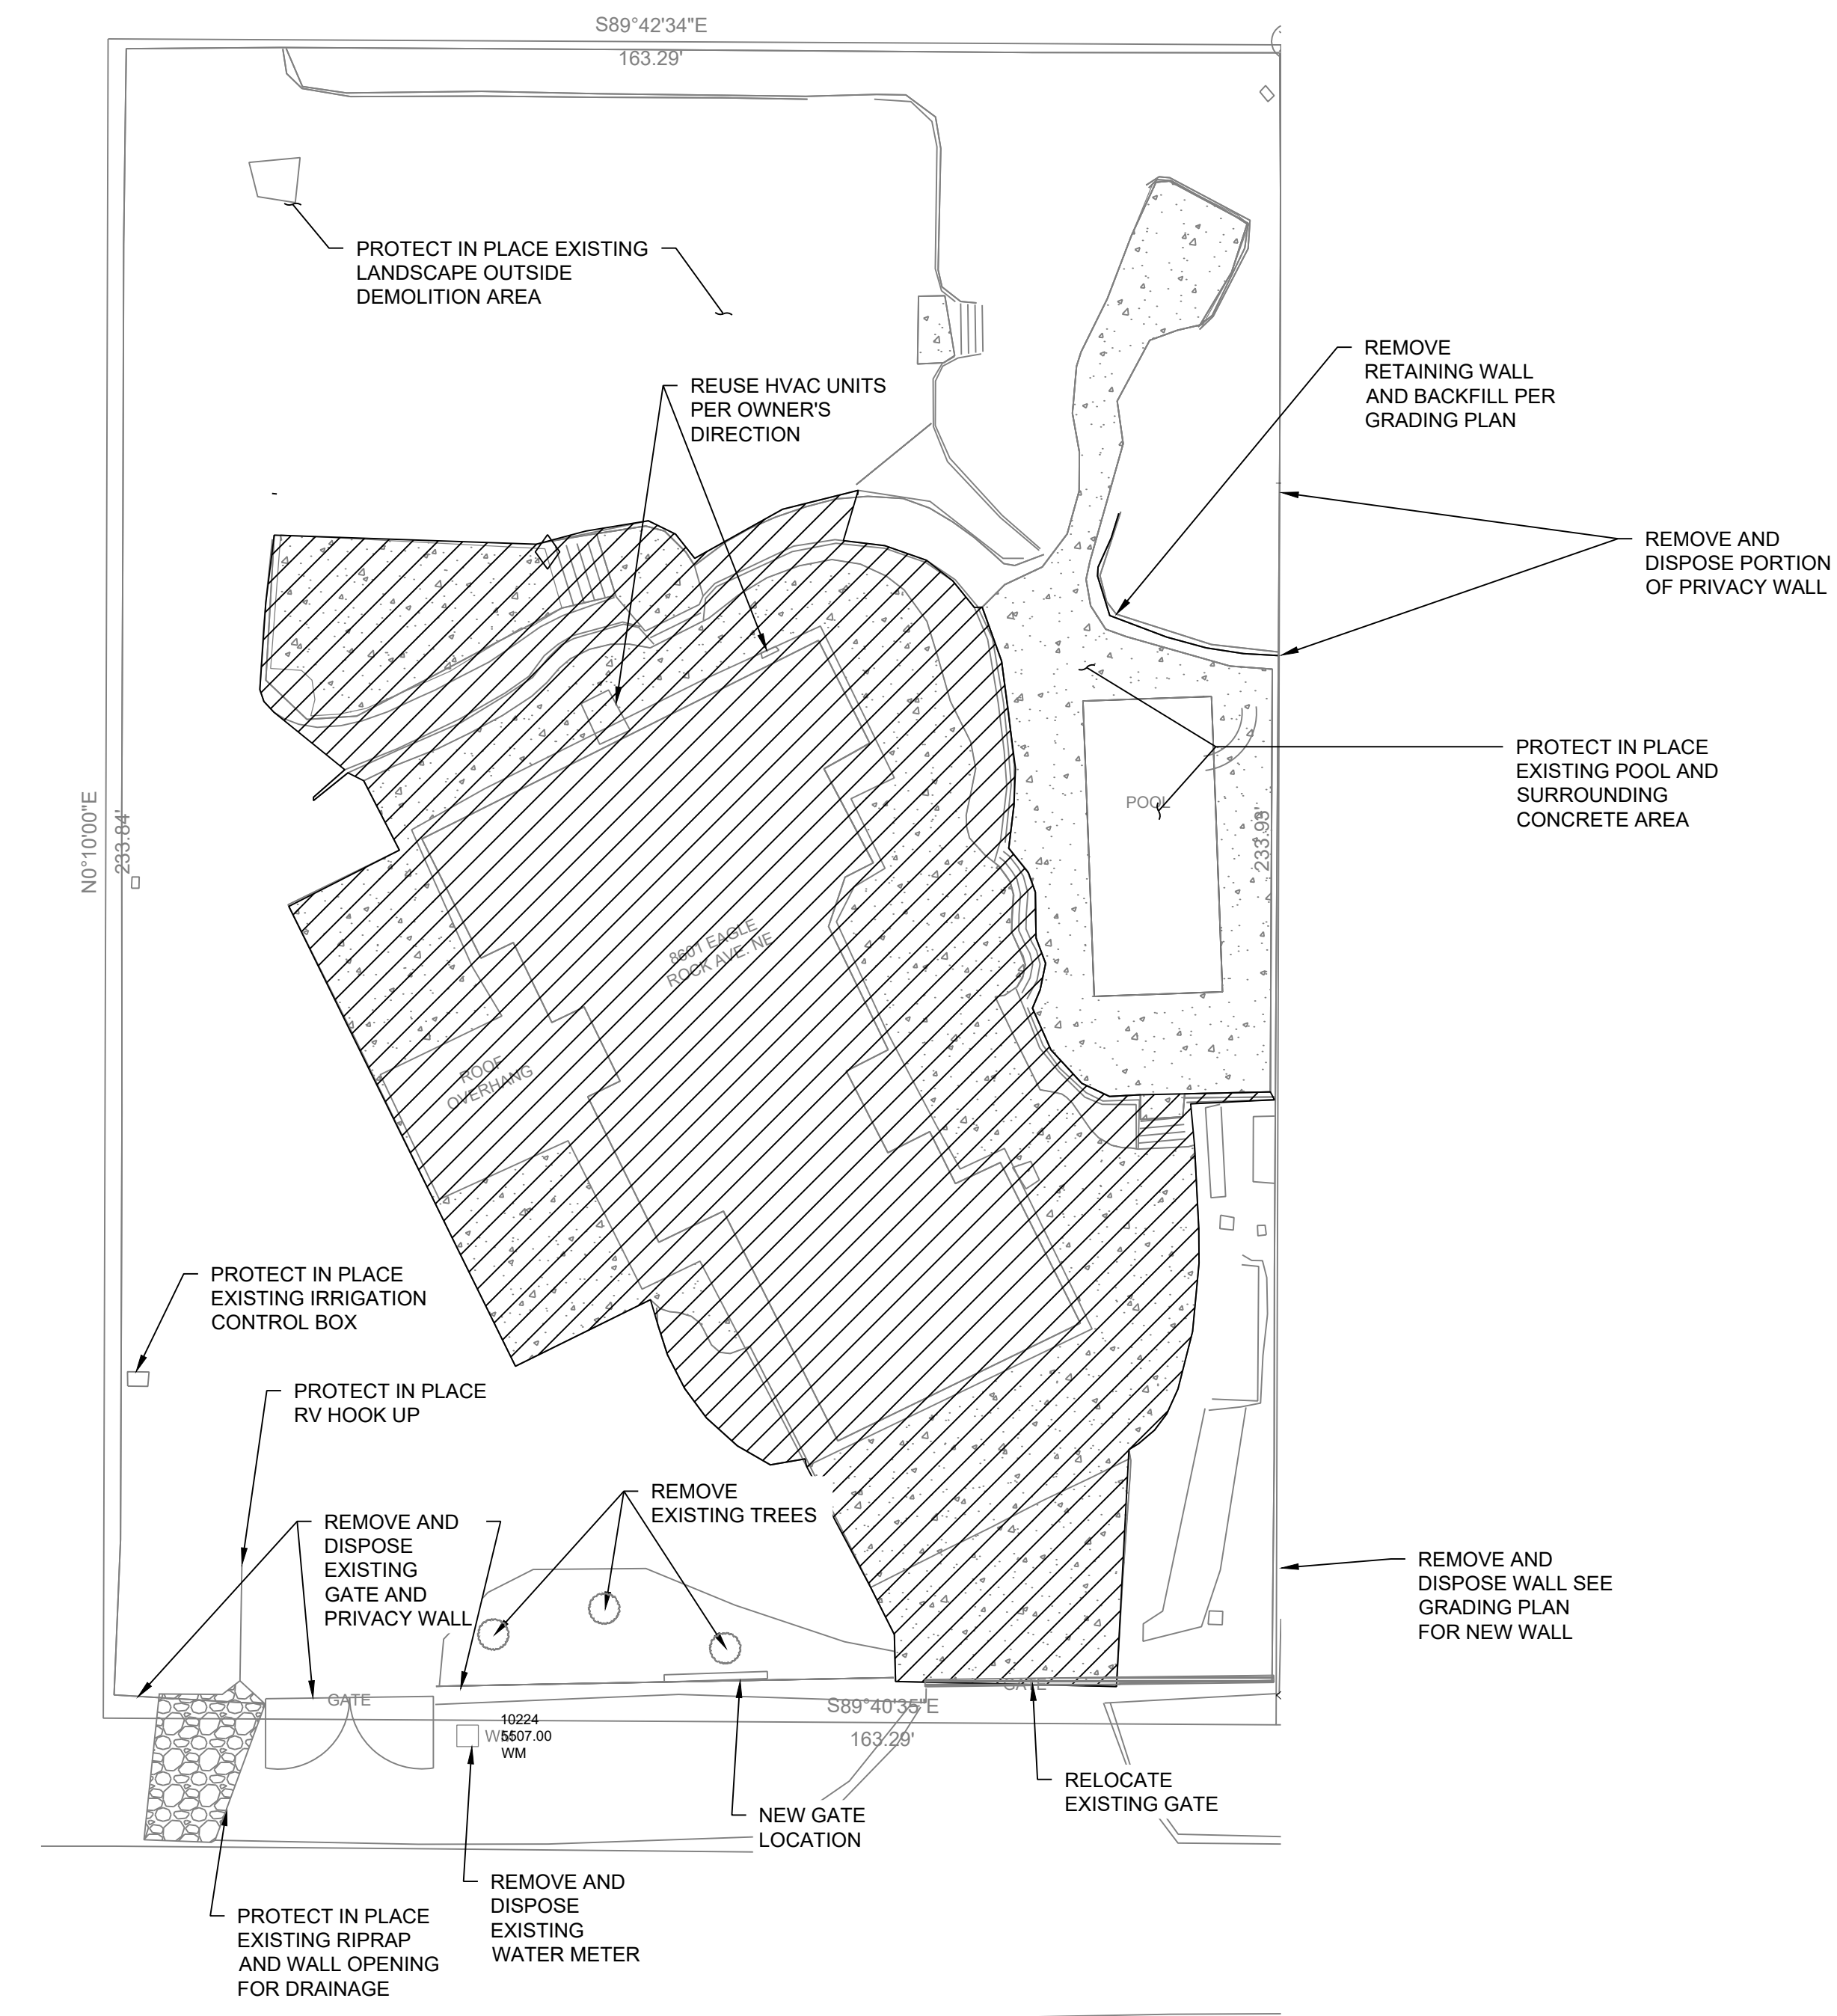 S89°42'34"E
163.29'
PROTECT IN PLACE EXISTING
LANDSCAPE OUTSIDE
DEMOLITION AREA
REMOVE
RETAINING WALL
AND BACKFILL PER
GRADING PLAN
REUSE HVAC UNITS
PER OWNER'S
DIRECTION
REMOVE AND
DISPOSE PORTION
OF PRIVACY WALL
PROTECT IN PLACE
EXISTING POOL AND
SURROUNDING
CONCRETE AREA
POOL
N0°10'00"E
233.84'
233.93'
8601 EAGLE
ROCK AVE. NE
ROOF
OVERHANG
PROTECT IN PLACE
EXISTING IRRIGATION
CONTROL BOX
PROTECT IN PLACE
RV HOOK UP
REMOVE
EXISTING TREES
REMOVE AND
DISPOSE
EXISTING
GATE AND
PRIVACY WALL
REMOVE AND
DISPOSE WALL SEE
GRADING PLAN
FOR NEW WALL
GATE
GATE
S89°40'35"E
163.29'
WM
10224
5507.00
WM
RELOCATE
EXISTING GATE
NEW GATE
LOCATION
REMOVE AND
DISPOSE
EXISTING
WATER METER
PROTECT IN PLACE
EXISTING RIPRAP
AND WALL OPENING
FOR DRAINAGE